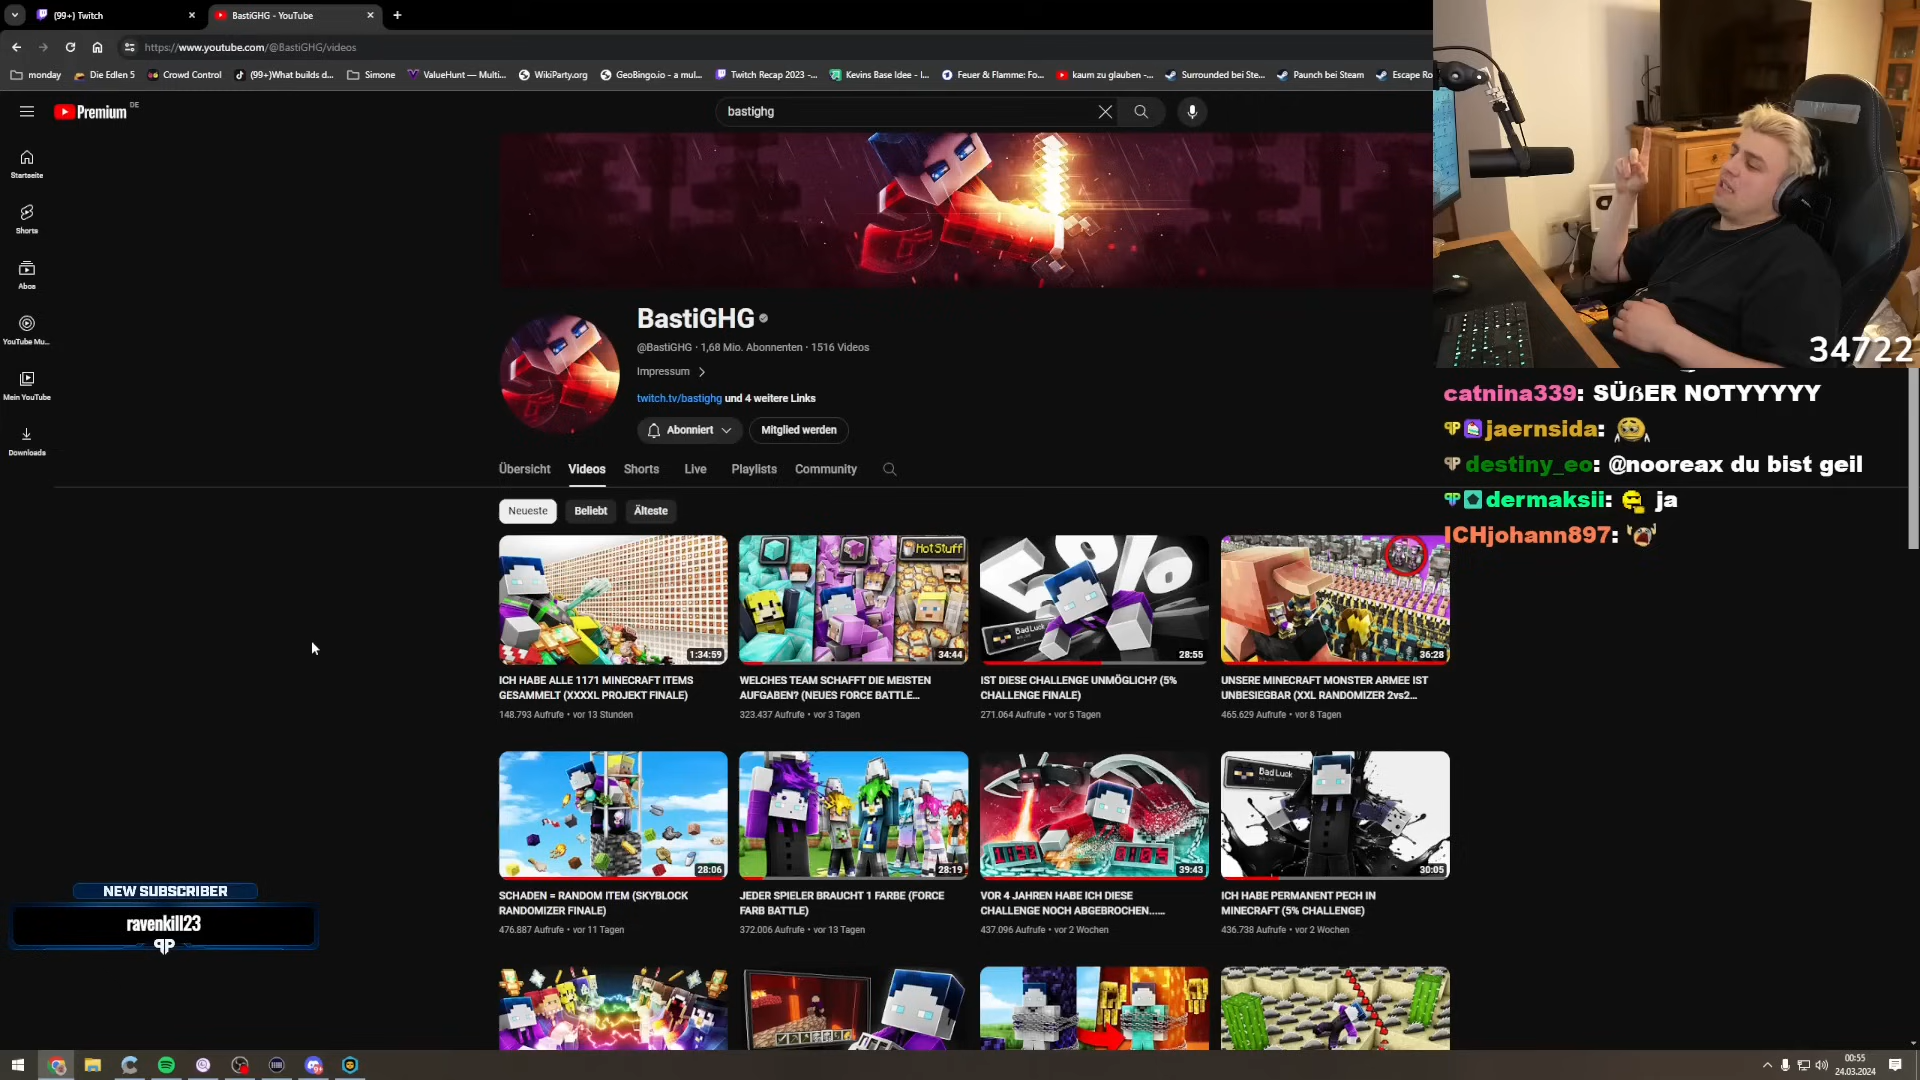 (99+) Twitch
BastiGHG - YouTube
https://www.youtube.com/@BastiGHG/videos
monday
Die Edlen 5
Crowd Control
(99+)What builds d...
Simone
ValueHunt — Multi...
WikiParty.org
GeoBingo.io - a mul...
Twitch Recap 2023 -...
Kevins Base Idee - I...
Feuer & Flamme: Fo...
kaum zu glauben -...
Surrounded bei Ste...
Paunch bei Steam
Escape Ro
Premium DE
bastighg
Startseite
Shorts
Abos
YouTube Mu...
Mein YouTube
Downloads
BastiGHG
@BastiGHG · 1,68 Mio. Abonnenten · 1516 Videos
Impressum
twitch.tv/bastighg und 4 weitere Links
Abonniert
Mitglied werden
Übersicht
Videos
Shorts
Live
Playlists
Community
Neueste
Beliebt
Älteste
34722
catnina339: SÜßER NOTYYYYY
jaernsida:
destiny_eo: @nooreax du bist geil
dermaksii: ja
ICHjohann897:
1:34:59
ICH HABE ALLE 1171 MINECRAFT ITEMS
GESAMMELT (XXXXL PROJEKT FINALE)
148.793 Aufrufe · vor 13 Stunden
Hot Stuff
34:44
WELCHES TEAM SCHAFFT DIE MEISTEN
AUFGABEN? (NEUES FORCE BATTLE...
323.437 Aufrufe · vor 3 Tagen
Bad Luck
28:55
IST DIESE CHALLENGE UNMÖGLICH? (5%
CHALLENGE FINALE)
271.064 Aufrufe · vor 5 Tagen
36:28
UNSERE MINECRAFT MONSTER ARMEE IST
UNBESIEGBAR (XXL RANDOMIZER 2vs2...
465.629 Aufrufe · vor 8 Tagen
28:06
SCHADEN = RANDOM ITEM (SKYBLOCK
RANDOMIZER FINALE)
476.887 Aufrufe · vor 11 Tagen
28:19
JEDER SPIELER BRAUCHT 1 FARBE (FORCE
FARB BATTLE)
372.006 Aufrufe · vor 13 Tagen
39:43
VOR 4 JAHREN HABE ICH DIESE
CHALLENGE NOCH ABGEBROCHEN......
437.096 Aufrufe · vor 2 Wochen
Bad Luck
30:05
ICH HABE PERMANENT PECH IN
MINECRAFT (5% CHALLENGE)
436.738 Aufrufe · vor 2 Wochen
NEW SUBSCRIBER
ravenkill23
00:55
24.03.2024